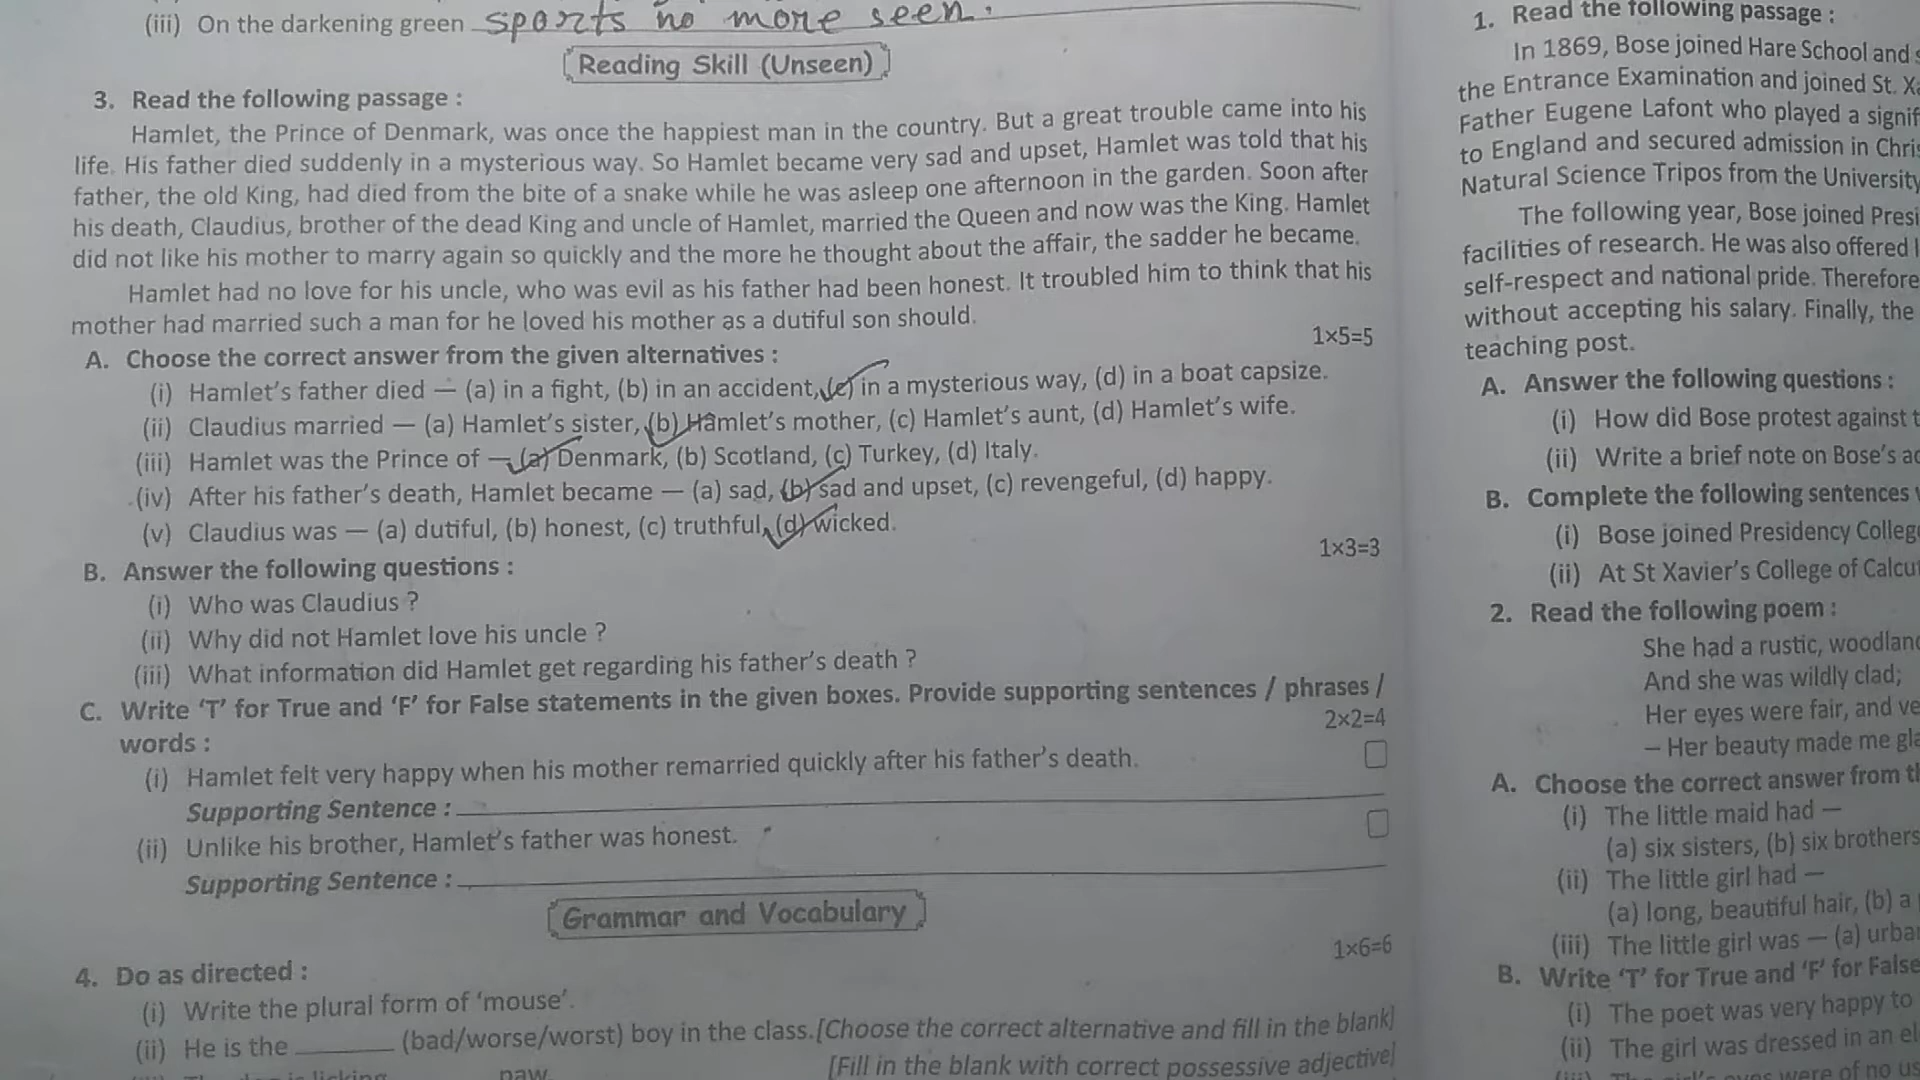 (iii) On the darkening green sports no more seen.
Reading Skill (Unseen)
3. Read the following passage :
Hamlet, the Prince of Denmark, was once the happiest man in the country. But a great trouble came into his
life. His father died suddenly in a mysterious way. So Hamlet became very sad and upset, Hamlet was told that his
father, the old King, had died from the bite of a snake while he was asleep one afternoon in the garden. Soon after
his death, Claudius, brother of the dead King and uncle of Hamlet, married the Queen and now was the King. Hamlet
did not like his mother to marry again so quickly and the more he thought about the affair, the sadder he became.
Hamlet had no love for his uncle, who was evil as his father had been honest. It troubled him to think that his
mother had married such a man for he loved his mother as a dutiful son should.
A. Choose the correct answer from the given alternatives : 1×5=5
(i) Hamlet's father died — (a) in a fight, (b) in an accident, (c) in a mysterious way, (d) in a boat capsize.
(ii) Claudius married — (a) Hamlet's sister, (b) Hamlet's mother, (c) Hamlet's aunt, (d) Hamlet's wife.
(iii) Hamlet was the Prince of — (a) Denmark, (b) Scotland, (c) Turkey, (d) Italy.
(iv) After his father's death, Hamlet became — (a) sad, (b) sad and upset, (c) revengeful, (d) happy.
(v) Claudius was — (a) dutiful, (b) honest, (c) truthful, (d) wicked.
B. Answer the following questions : 1×3=3
(i) Who was Claudius ?
(ii) Why did not Hamlet love his uncle ?
(iii) What information did Hamlet get regarding his father's death ?
C. Write 'T' for True and 'F' for False statements in the given boxes. Provide supporting sentences / phrases /
words : 2×2=4
(i) Hamlet felt very happy when his mother remarried quickly after his father's death.
Supporting Sentence :
(ii) Unlike his brother, Hamlet's father was honest.
Supporting Sentence :
Grammar and Vocabulary
4. Do as directed : 1×6=6
(i) Write the plural form of 'mouse'.
(ii) He is the ______ (bad/worse/worst) boy in the class.[Choose the correct alternative and fill in the blank]
paw. [Fill in the blank with correct possessive adjective]
1. Read the following passage :
In 1869, Bose joined Hare School and
the Entrance Examination and joined St.
Father Eugene Lafont who played a
to England and secured admission in
Natural Science Tripos from the University
The following year, Bose joined
facilities of research. He was also offered
self-respect and national pride. Therefore
without accepting his salary. Finally, the
teaching post.
A. Answer the following questions :
(i) How did Bose protest against
(ii) Write a brief note on Bose's
B. Complete the following sentences
(i) Bose joined Presidency
(ii) At St Xavier's College of
2. Read the following poem :
She had a rustic,
And she was wildly clad;
Her eyes were fair, and
– Her beauty made me
A. Choose the correct answer from
(i) The little maid had —
(a) six sisters, (b) six brothers
(ii) The little girl had —
(a) long, beautiful hair, (b) a
(iii) The little girl was — (a)
B. Write 'T' for True and 'F' for False
(i) The poet was very happy to
(ii) The girl was dressed in an
were of no